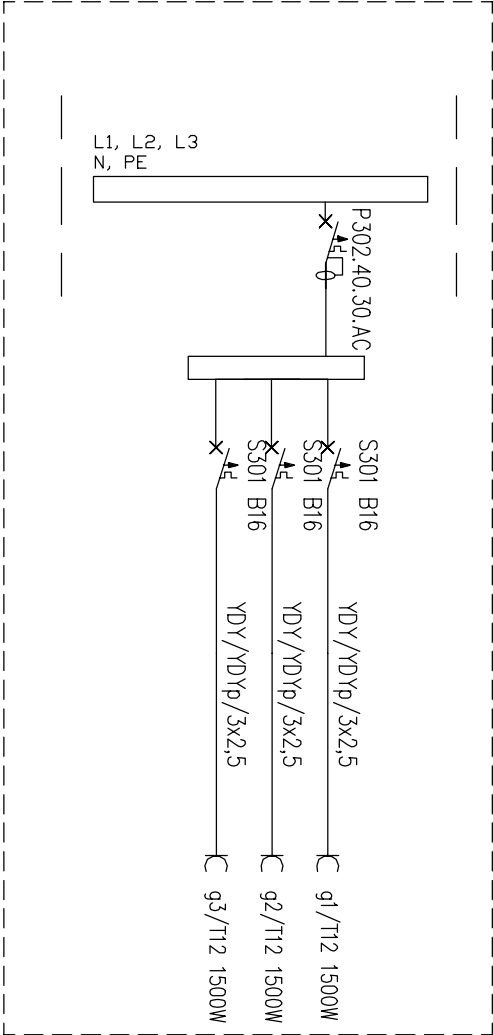 L1, L2, L3
N, PE
P302.40.30.AC
S301 B16
S301 B16
S301 B16
YDY/YDYp/3x2,5
YDY/YDYp/3x2,5
YDY/YDYp/3x2,5
g1/T12 1500W
g2/T12 1500W
g3/T12 1500W